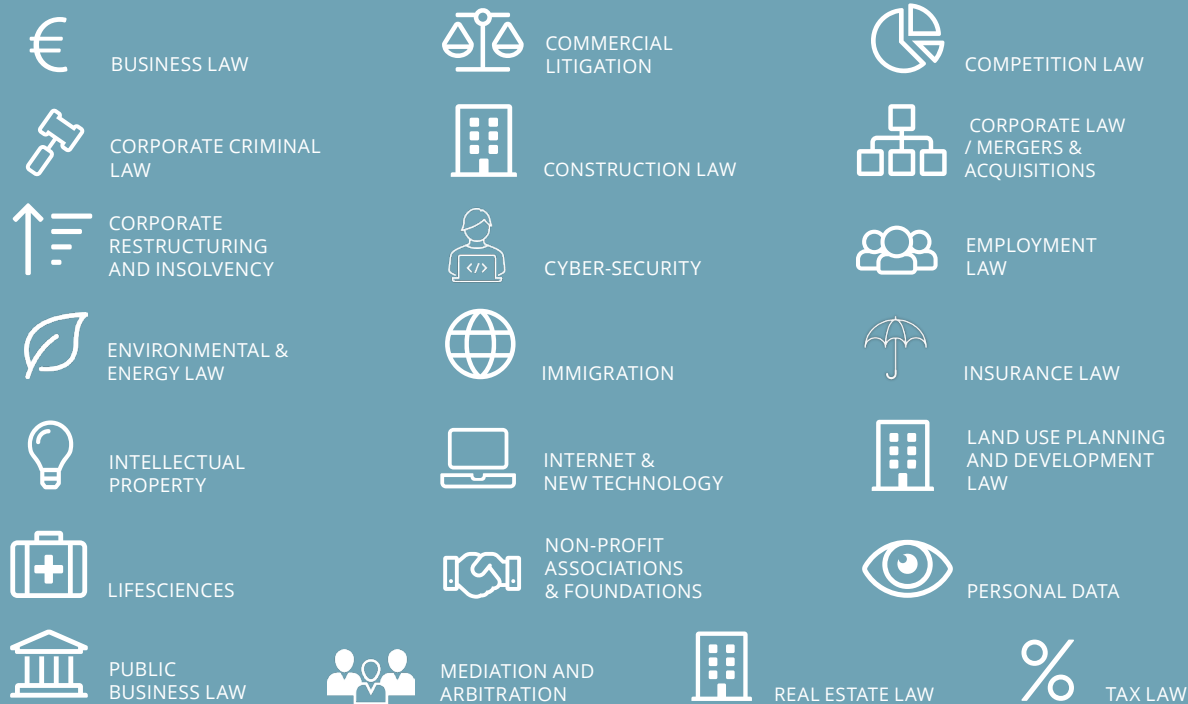 BUSINESS LAW
COMMERCIAL
LITIGATION
COMPETITION LAW
CORPORATE CRIMINAL
LAW
CONSTRUCTION LAW
CORPORATE LAW
/ MERGERS &
ACQUISITIONS
CORPORATE
RESTRUCTURING
AND INSOLVENCY
</>
CYBER-SECURITY
EMPLOYMENT
LAW
ENVIRONMENTAL &
ENERGY LAW
IMMIGRATION
INSURANCE LAW
INTELLECTUAL
PROPERTY
INTERNET &
NEW TECHNOLOGY
LAND USE PLANNING
AND DEVELOPMENT
LAW
LIFESCIENCES
NON-PROFIT
ASSOCIATIONS
& FOUNDATIONS
PERSONAL DATA
PUBLIC
BUSINESS LAW
MEDIATION AND
ARBITRATION
REAL ESTATE LAW
TAX LAW